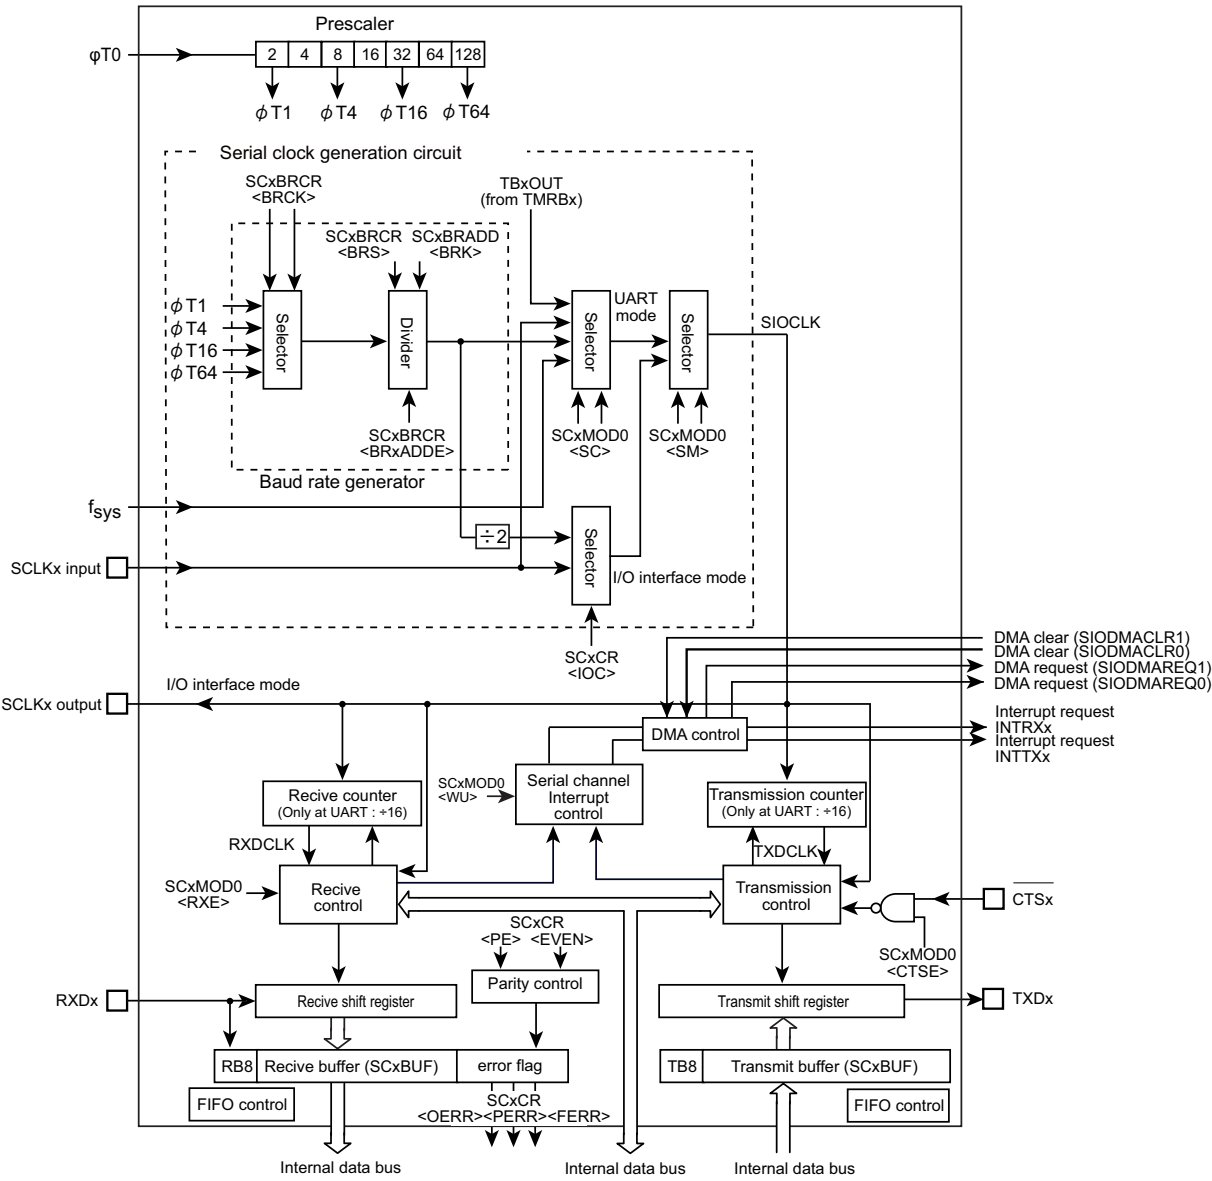 Prescaler
φT0
2 4 8 16 32 64 128
ϕT1 ϕT4 ϕT16 ϕT64
Serial clock generation circuit
SCxBRCR
<BRCK>
TBxOUT
(from TMRBx)
SCxBRCR
<BRS>
SCxBRADD
<BRK>
ϕT1
ϕT4
ϕT16
ϕT64
Selector
Divider
Selector
UART
mode
Selector
SIOCLK
SCxBRCR
<BRxADDE>
SCxMOD0
<SC>
SCxMOD0
<SM>
Baud rate generator
fsys
÷2
Selector
SCLKx input
I/O interface mode
SCxCR
<IOC>
DMA clear (SIODMACLR1)
DMA clear (SIODMACLR0)
DMA request (SIODMAREQ1)
DMA request (SIODMAREQ0)
I/O interface mode
SCLKx output
Interrupt request
INTRXx
Interrupt request
INTTXx
DMA control
SCxMOD0
<WU>
Serial channel
Interrupt
control
Recive counter
(Only at UART : ÷16)
Transmission counter
(Only at UART : ÷16)
RXDCLK
TXDCLK
SCxMOD0
<RXE>
Recive
control
Transmission
control
CTSx
SCxMOD0
<CTSE>
SCxCR
<PE> <EVEN>
Parity control
RXDx
Recive shift register
Transmit shift register
TXDx
RB8 Recive buffer (SCxBUF) error flag
TB8 Transmit buffer (SCxBUF)
FIFO control
SCxCR
<OERR><PERR><FERR>
FIFO control
Internal data bus
Internal data bus
Internal data bus